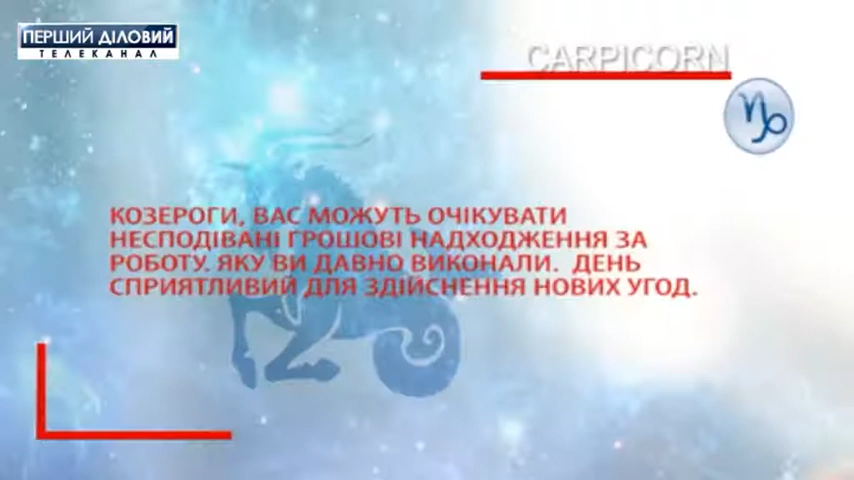 ПЕРШИЙ ДІЛОВИЙ
ТЕЛЕКАНАЛ
CARPICORN
КОЗЕРОГИ, ВАС МОЖУТЬ ОЧІКУВАТИ
НЕСПОДІВАНІ ГРОШОВІ НАДХОДЖЕННЯ ЗА
РОБОТУ. ЯКУ ВИ ДАВНО ВИКОНАЛИ. ДЕНЬ
СПРИЯТЛИВИЙ ДЛЯ ЗДІЙСНЕННЯ НОВИХ УГОД.